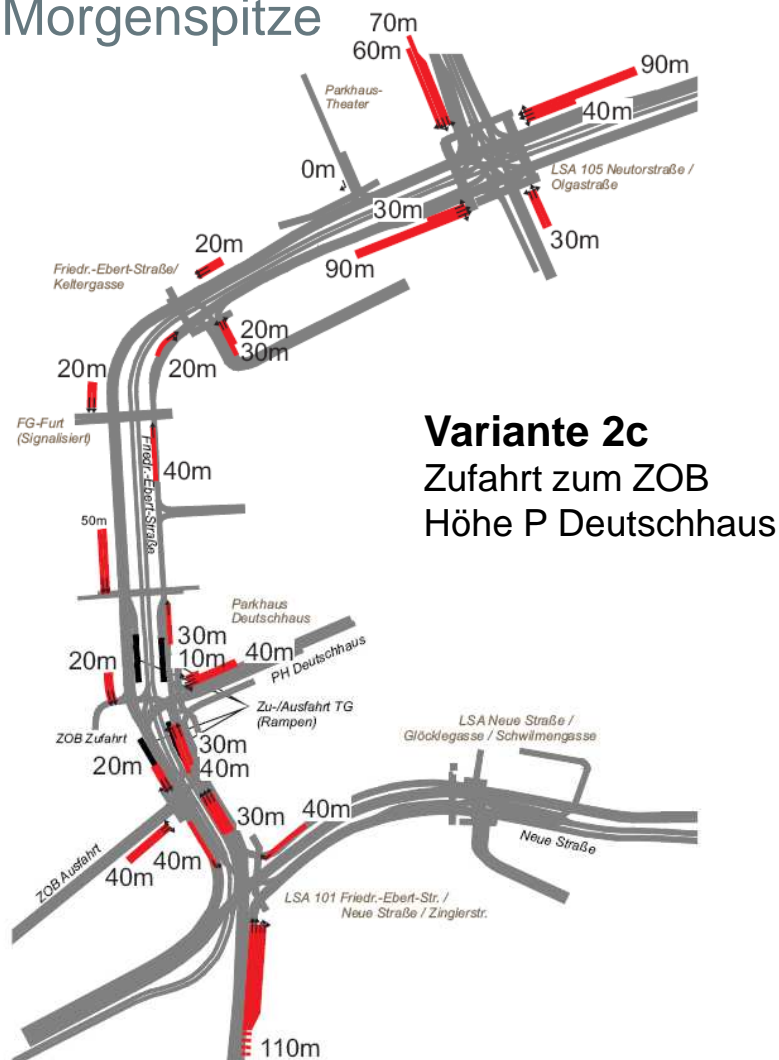 Morgenspitze
70m
60m
90m
Parkhaus-
Theater
40m
0m
LSA 105 Neutorstraße /
Olgastraße
30m
30m
20m
90m
Friedr.-Ebert-Straße/
Keltergasse
20m
30m
20m
20m
FG-Furt
(Signalisiert)
Variante 2c
Zufahrt zum ZOB
Höhe P Deutschhaus
Friedr.-Ebert-Straße
40m
50m
Parkhaus
Deutschhaus
30m
10m
40m
20m
PH Deutschhaus
Zu-/Ausfahrt TG
(Rampen)
LSA Neue Straße /
Glöcklegasse / Schwilmengasse
ZOB Zufahrt
30m
20m
40m
30m
40m
Neue Straße
40m
40m
ZOB Ausfahrt
LSA 101 Friedr.-Ebert-Str. /
Neue Straße / Zinglerstr.
110m